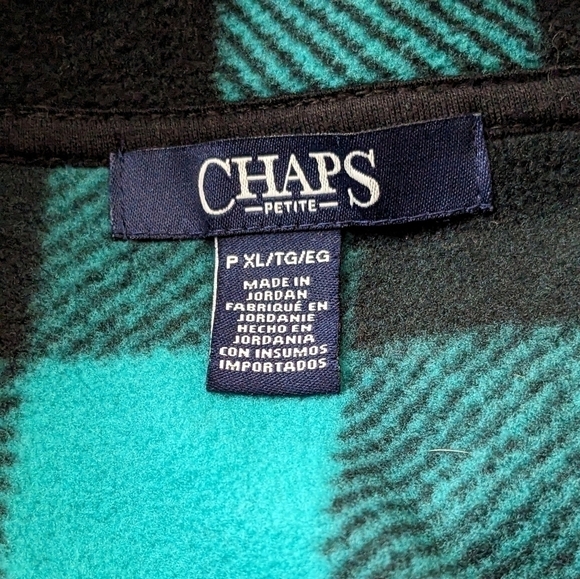 CHAPS
PETITE
P XL/TG/EG
MADE IN
JORDAN
FABRIQUÉ EN
JORDANIE
HECHO EN
JORDANIA
CON INSUMOS
IMPORTADOS